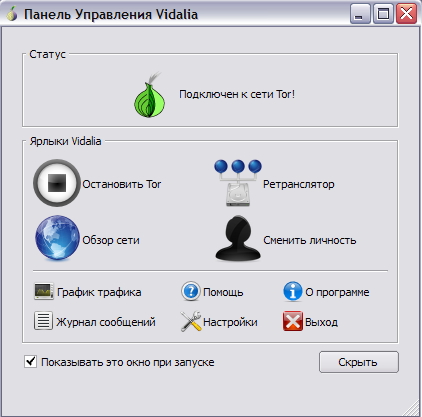 Панель Управления Vidalia
Статус
Подключен к сети Tor!
Ярлыки Vidalia
Остановить Tor
Ретранслятор
Обзор сети
Сменить личность
График трафика
Помощь
О программе
Журнал сообщений
Настройки
Выход
Показывать это окно при запуске
Скрыть